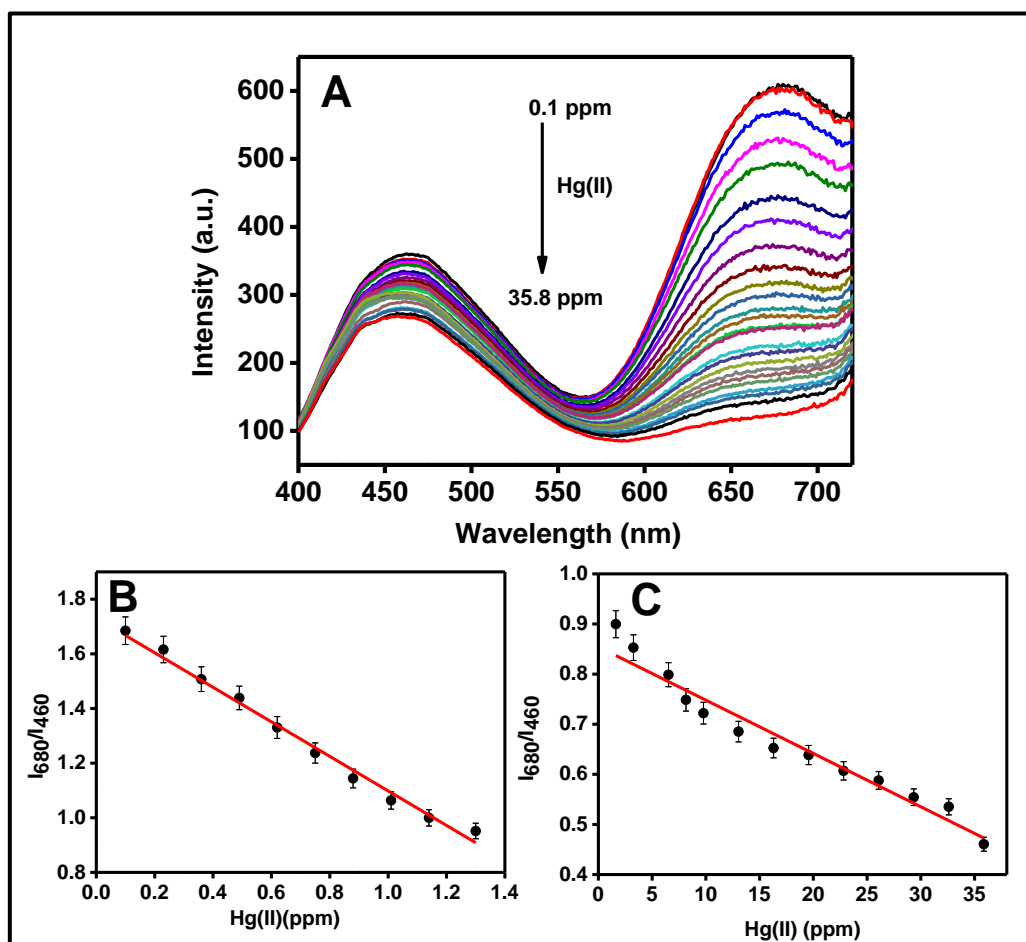 A
0.1 ppm
Hg(II)
35.8 ppm
Intensity (a.u.)
600
500
400
300
200
100
400 450 500 550 600 650 700
Wavelength (nm)
B
I680/I460
1.8
1.6
1.4
1.2
1.0
0.8
0.0 0.2 0.4 0.6 0.8 1.0 1.2 1.4
Hg(II)(ppm)
C
I680/I460
1.0
0.9
0.8
0.7
0.6
0.5
0.4
0 5 10 15 20 25 30 35
Hg(II) (ppm)